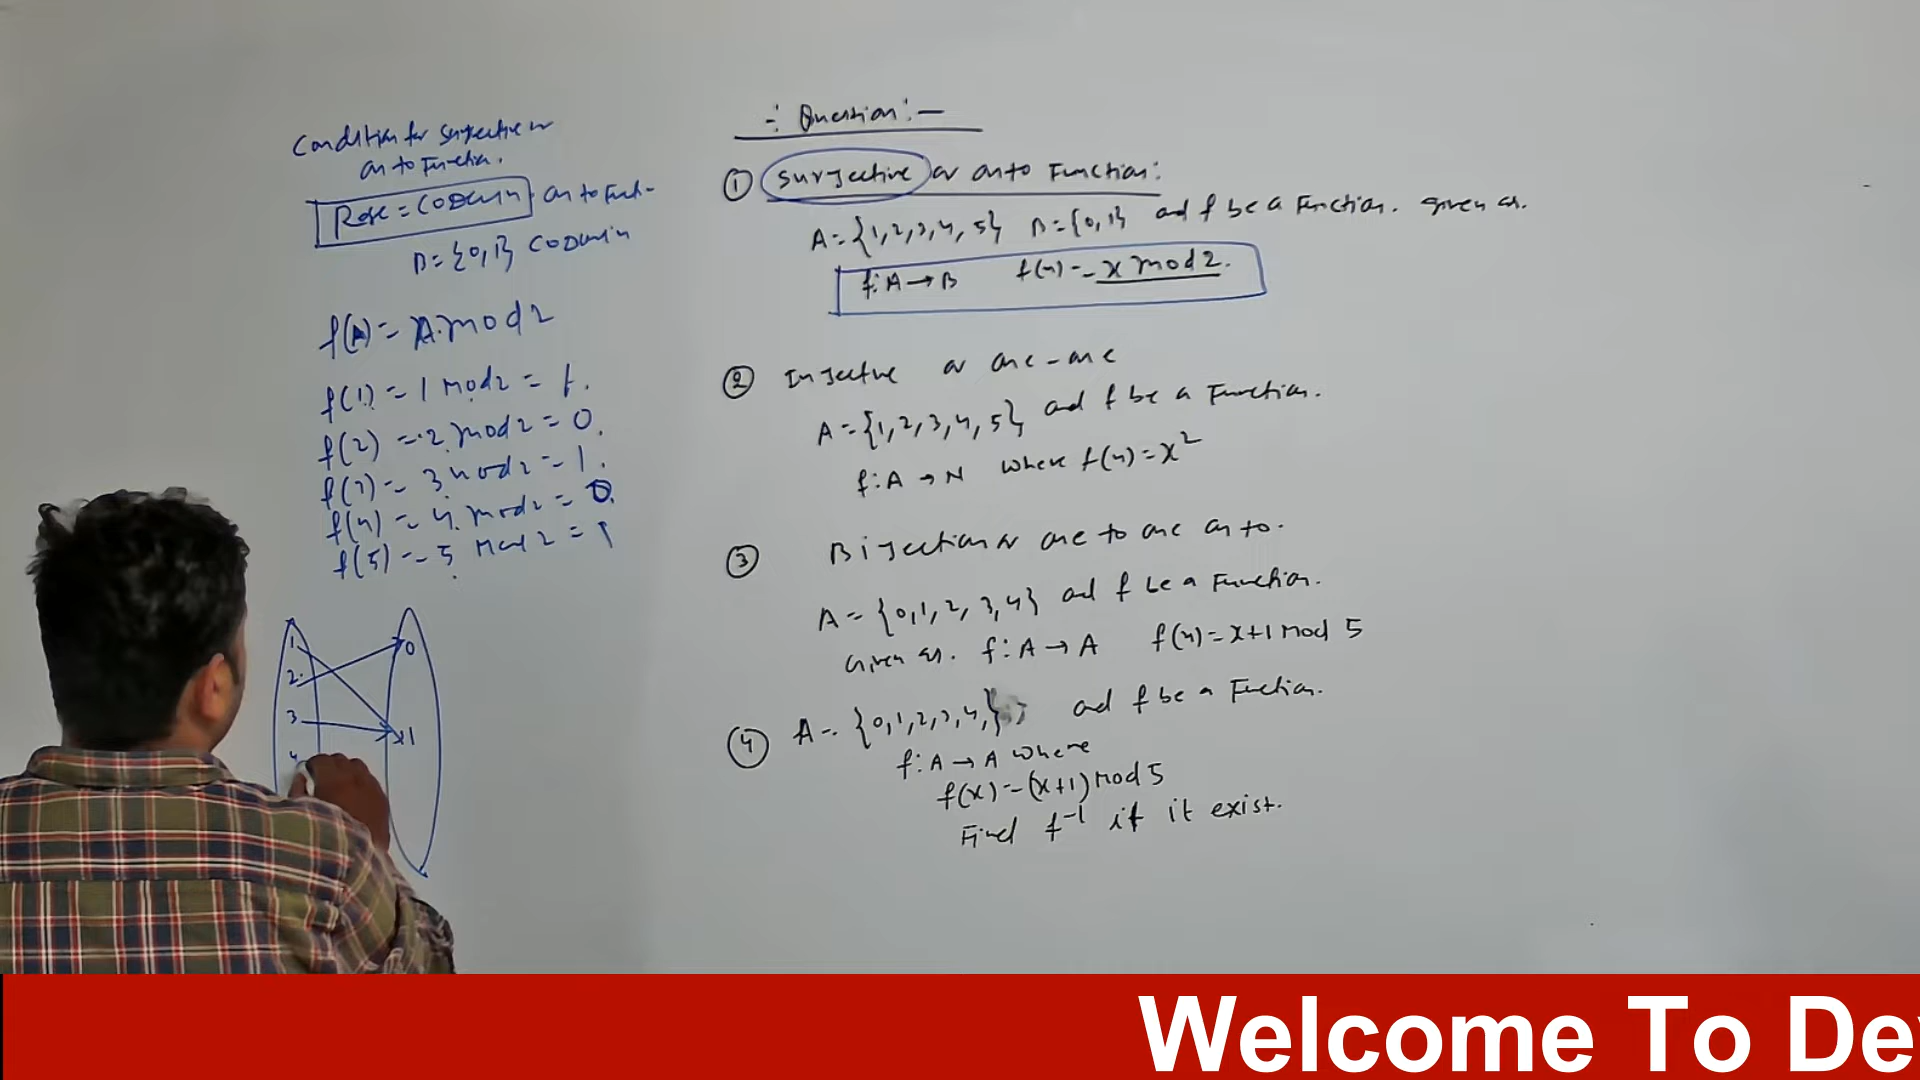 Condition for Surjective or
onto Function.
Range = CODomain onto Funct-
B = {0,1} CODomain
f(A) = A mod 2
f(1) = 1 Mod 2 = 1.
f(2) = 2 mod 2 = 0.
f(3) = 3 mod 2 = 1.
f(4) = 4 mod 2 = 0.
f(5) = 5 Mod 2 = 1
1
2
3
4
0
1
-: Question :-
① Surjective or onto Function:
A = {1,2,3,4,5} B = {0,1} and f be a Function. given as.
f: A → B f(x) = x mod 2.
② Injective or one-one
A = {1,2,3,4,5} and f be a Function.
f: A → N where f(x) = x²
③ Bijection or one to one onto.
A = {0,1,2,3,4} and f be a Function.
Given as. f: A → A f(x) = x+1 Mod 5
④ A = {0,1,2,3,4,} and f be a Function.
f: A → A where
f(x) = (x+1) Mod 5
Find f⁻¹ if it exist.
Welcome To De